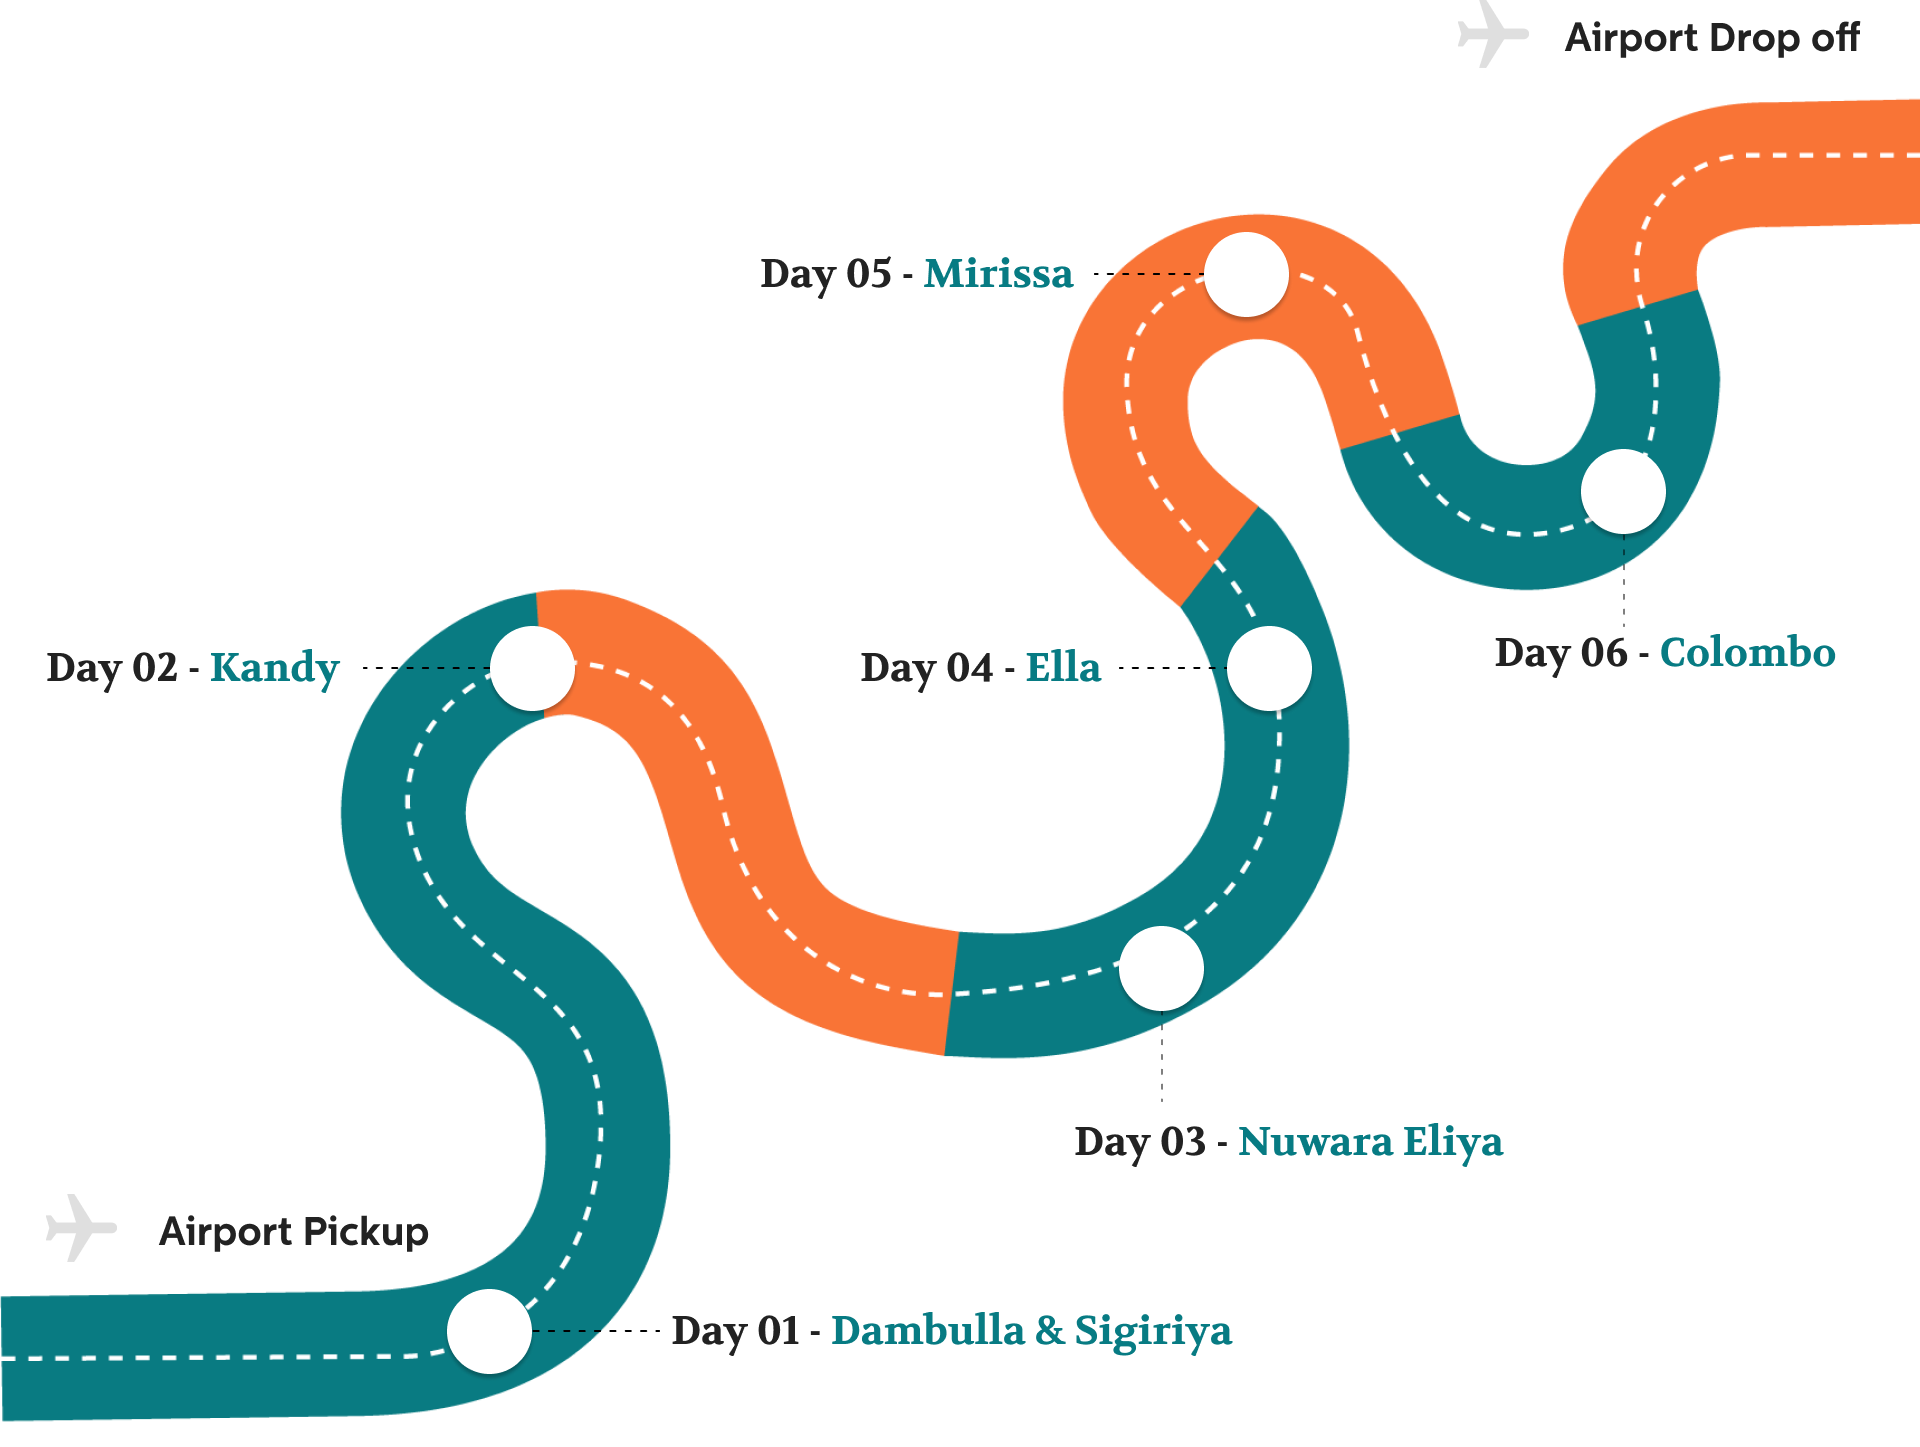 Airport Drop off
Day 05 - Mirissa
Day 02 - Kandy
Day 04 - Ella
Day 06 - Colombo
Day 03 - Nuwara Eliya
Airport Pickup
Day 01 - Dambulla & Sigiriya